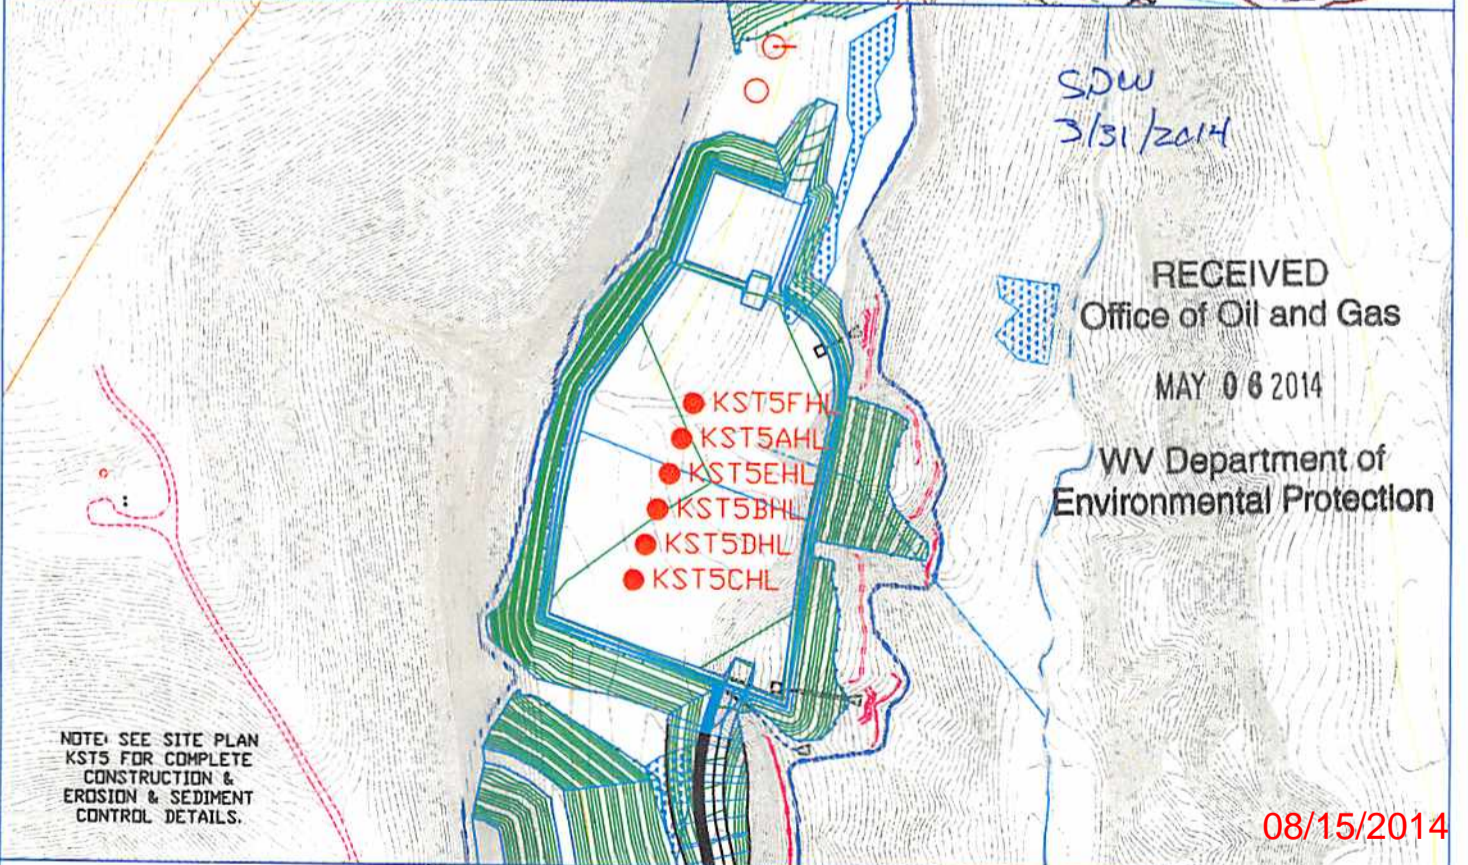 SDW
3/31/2014
RECEIVED
Office of Oil and Gas
MAY 06 2014
WV Department of
Environmental Protection
KST5FHL
KST5AHL
KST5EHL
KST5BHL
KST5DHL
KST5CHL
NOTE: SEE SITE PLAN
KST5 FOR COMPLETE
CONSTRUCTION &
EROSION & SEDIMENT
CONTROL DETAILS.
08/15/2014